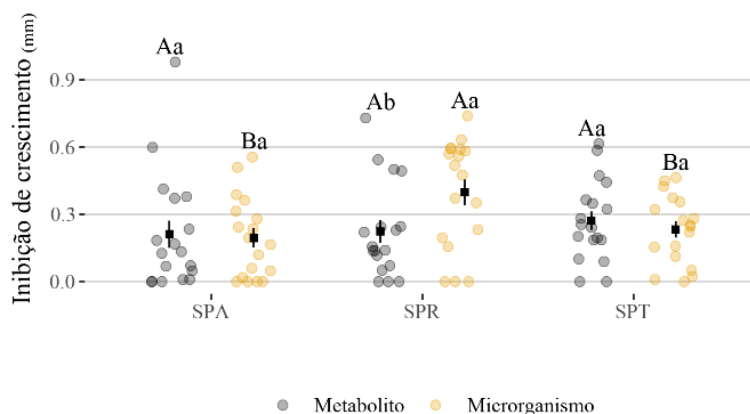 Inibição de crescimento (mm)
0.9
0.6
0.3
0.0
Aa
Ba
Ab
Aa
Aa
Ba
SPA
SPR
SPT
Metabolito
Microrganismo